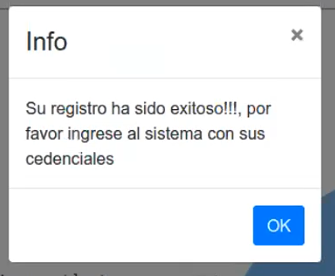 Info
×
Su registro ha sido exitoso!!!, por
favor ingrese al sistema con sus
cedenciales
OK